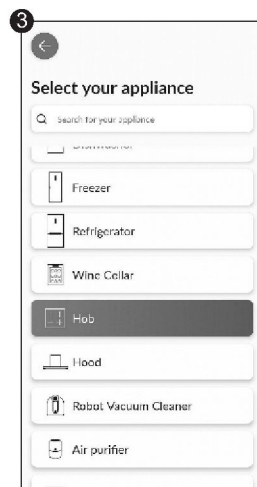 3
Select your appliance
Search for your appliance
Dishwasher
Freezer
Refrigerator
Wine Cellar
Hob
Hood
Robot Vacuum Cleaner
Air purifier